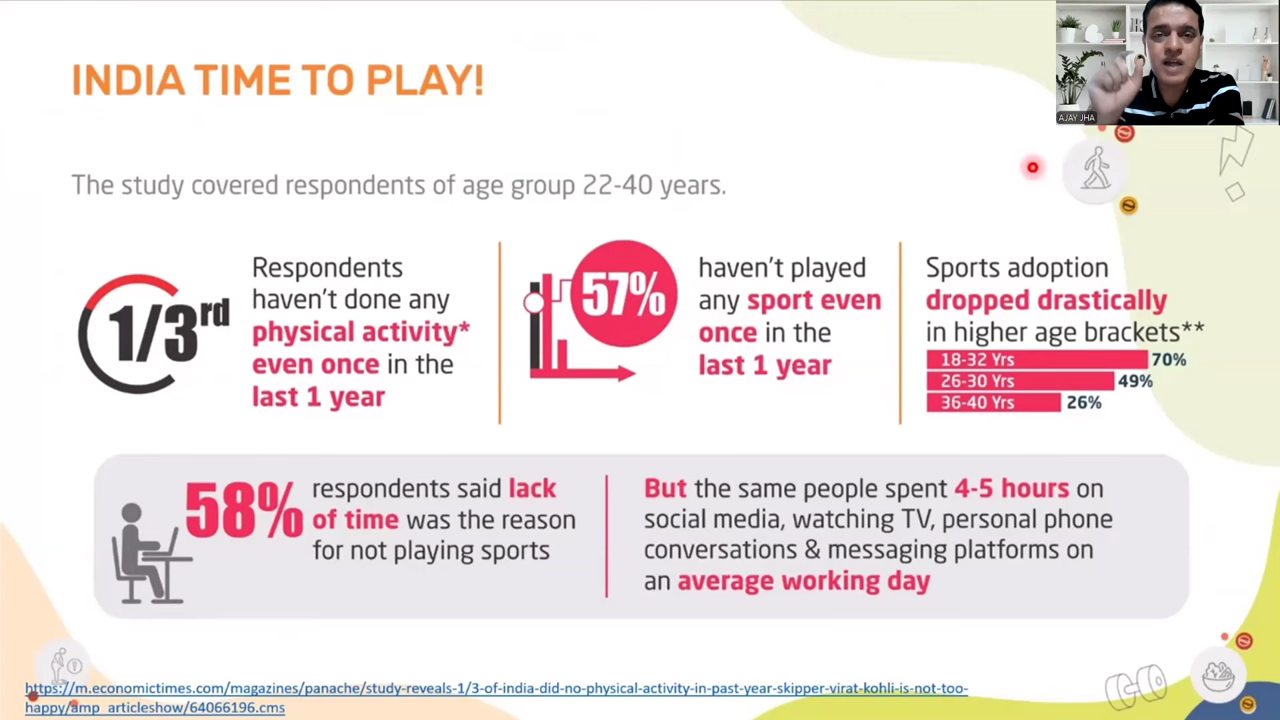 INDIA TIME TO PLAY!
AJAY JHA
The study covered respondents of age group 22-40 years.
1/3rd
Respondents
haven't done any
physical activity*
even once in the
last 1 year
57%
haven't played
any sport even
once in the
last 1 year
Sports adoption
dropped drastically
in higher age brackets**
18-32 Yrs 70%
26-30 Yrs 49%
36-40 Yrs 26%
58%
respondents said lack
of time was the reason
for not playing sports
But the same people spent 4-5 hours on
social media, watching TV, personal phone
conversations & messaging platforms on
an average working day
https://m.economictimes.com/magazines/panache/study-reveals-1/3-of-india-did-no-physical-activity-in-past-year-skipper-virat-kohli-is-not-too-
happy/amp_articleshow/64066196.cms